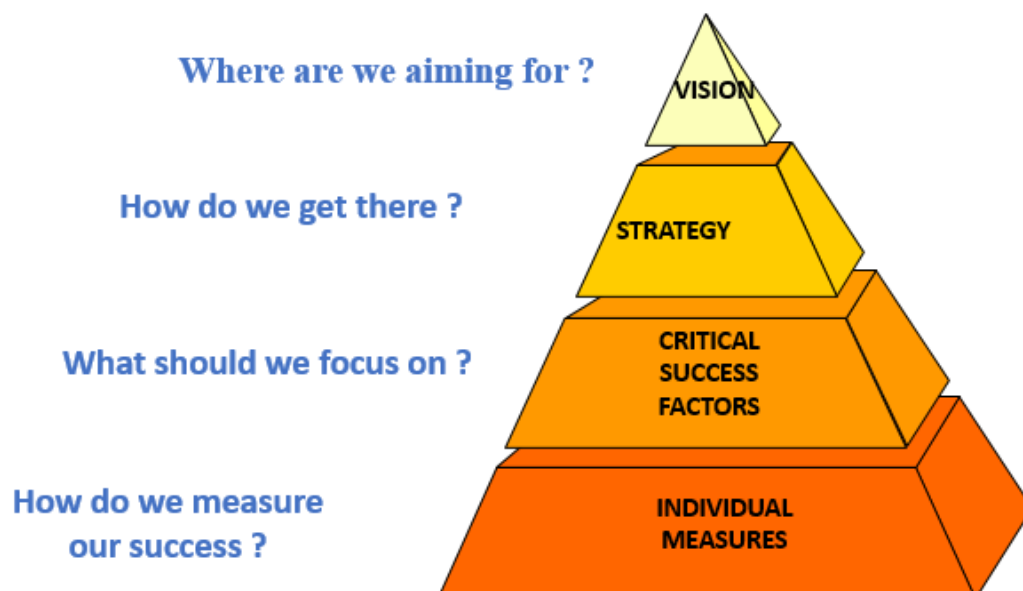 Where are we aiming for ?
VISION
How do we get there ?
STRATEGY
What should we focus on ?
CRITICAL
SUCCESS
FACTORS
How do we measure
our success ?
INDIVIDUAL
MEASURES